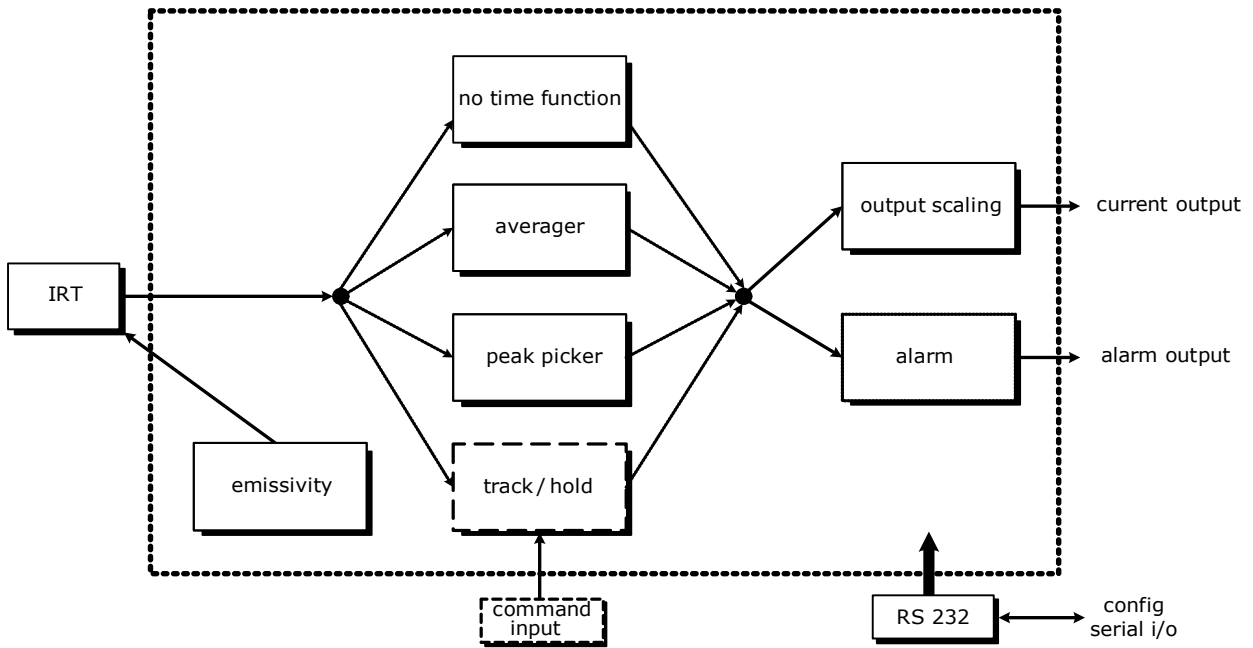 no time function
averager
output scaling
current output
IRT
peak picker
alarm
alarm output
emissivity
track / hold
command
input
RS 232
config
serial i/o